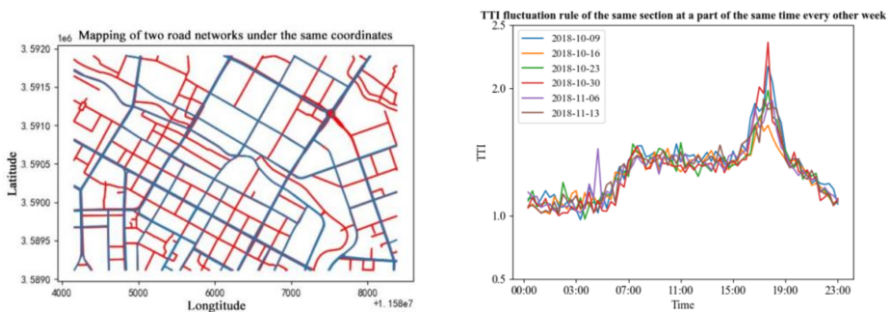 Mapping of two road networks under the same coordinates
1e6
3.5920
3.5915
3.5910
3.5905
3.5900
3.5895
3.5890
Latitude
4000 5000 6000 7000 8000
+1.158e7
Longtitude
TTI fluctuation rule of the same section at a part of the same time every other week
2.5
2.0
1.0
0.5
TTI
2018-10-09
2018-10-16
2018-10-23
2018-10-30
2018-11-06
2018-11-13
00:00 03:00 07:00 11:00 15:00 19:00 23:00
Time